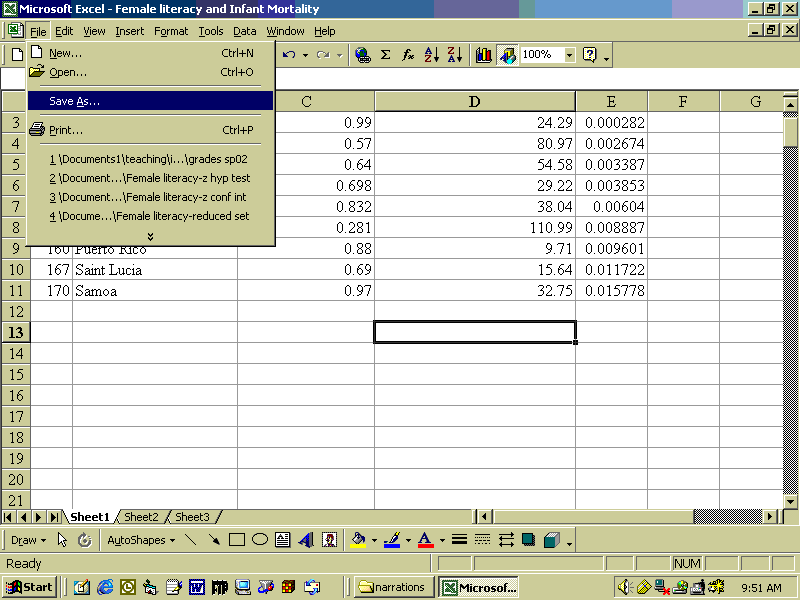 Microsoft Excel - Female literacy and Infant Mortality
File Edit View Insert Format Tools Data Window Help
100%
New... Ctrl+N
Open... Ctrl+O
Save As...
Print... Ctrl+P
1 \Documents1\teaching\i...\grades sp02
2 \Document...\Female literacy-z hyp test
3 \Document...\Female literacy-z conf int
4 \Docume...\Female literacy-reduced set
C D E F G
3 0.99 24.29 0.000282
4 0.57 80.97 0.002674
5 0.64 54.58 0.003387
6 0.698 29.22 0.003853
7 0.832 38.04 0.00604
8 0.281 110.99 0.008887
9 160 Puerto Rico 0.88 9.71 0.009601
10 167 Saint Lucia 0.69 15.64 0.011722
11 170 Samoa 0.97 32.75 0.015778
12
13
14
15
16
17
18
19
20
21
Sheet1 Sheet2 Sheet3
Draw AutoShapes
Ready NUM
Start narrations Microsof... 9:51 AM